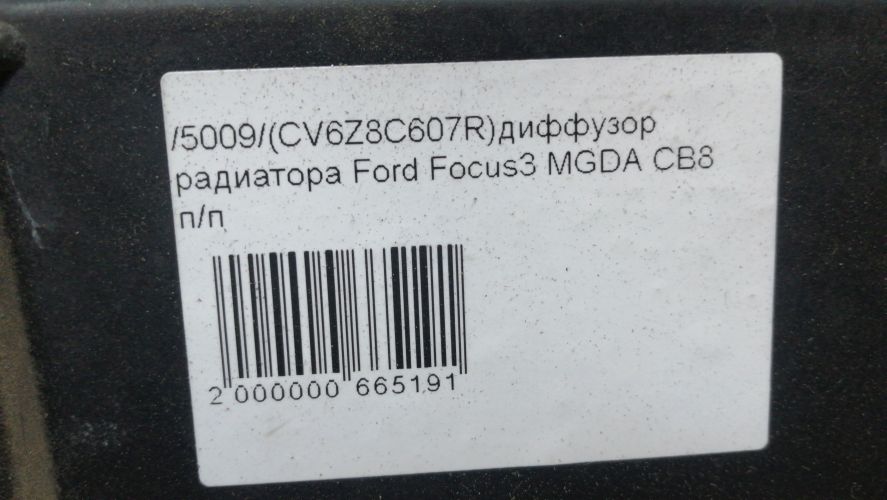 /5009/(CV6Z8C607R)диффузор
радиатора Ford Focus3 MGDA CB8
п/п
2 000000 665191